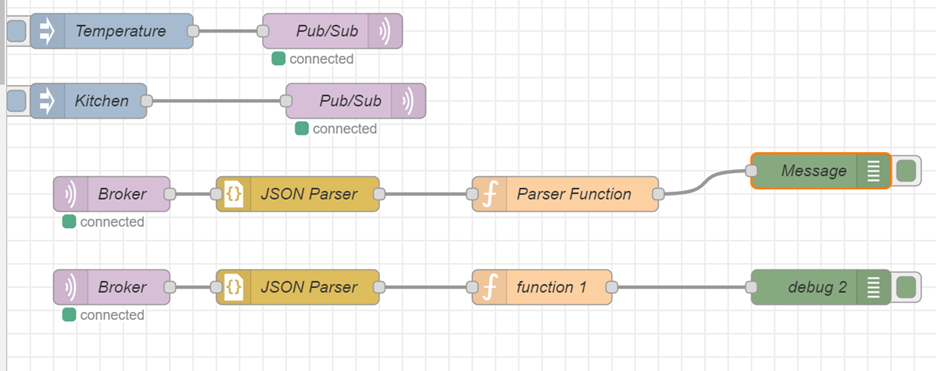 Temperature Pub/Sub
connected
Kitchen Pub/Sub
connected
Message
Broker JSON Parser Parser Function
connected
Broker JSON Parser function 1 debug 2
connected